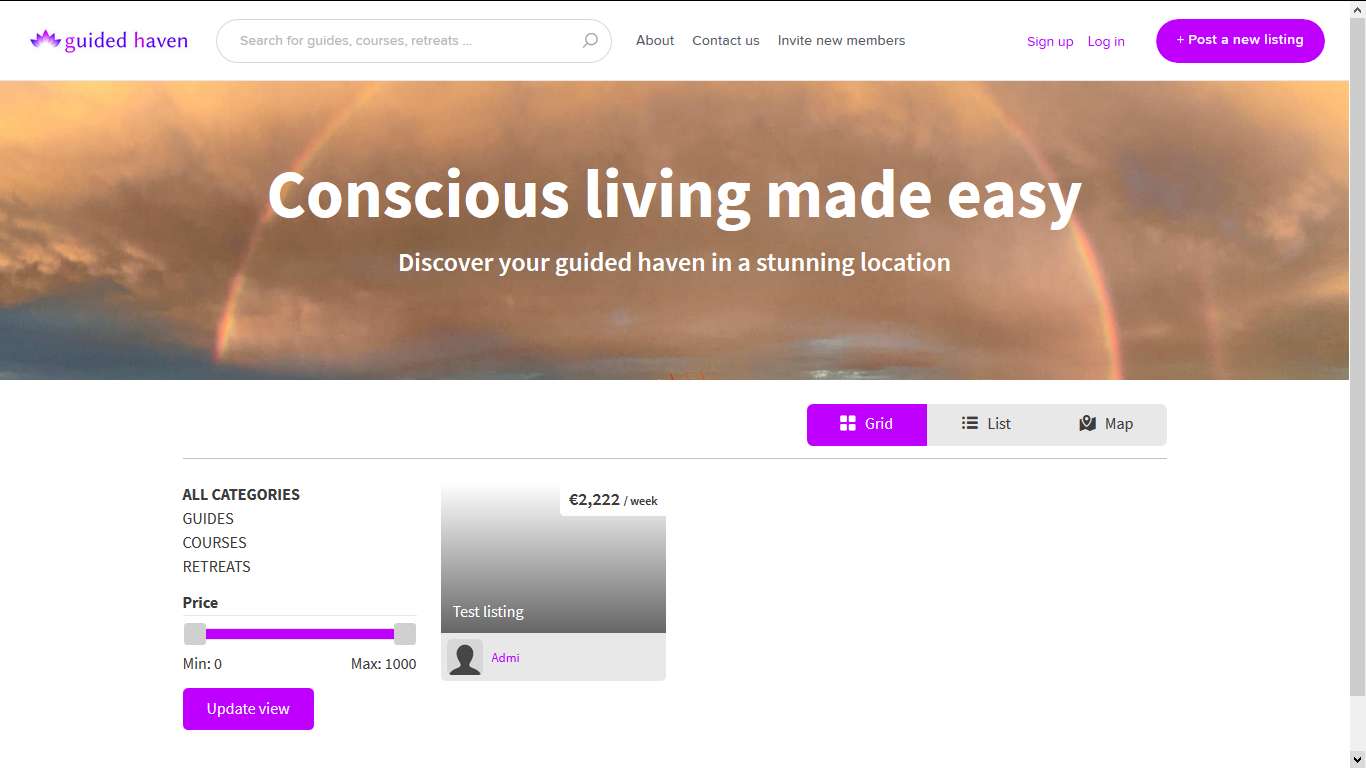 guided haven
Search for guides, courses, retreats ...
About
Contact us
Invite new members
Sign up
Log in
+ Post a new listing
Conscious living made easy
Discover your guided haven in a stunning location
Grid
List
Map
ALL CATEGORIES
GUIDES
COURSES
RETREATS
Price
Min: 0
Max: 1000
Update view
€2,222 / week
Test listing
Admi